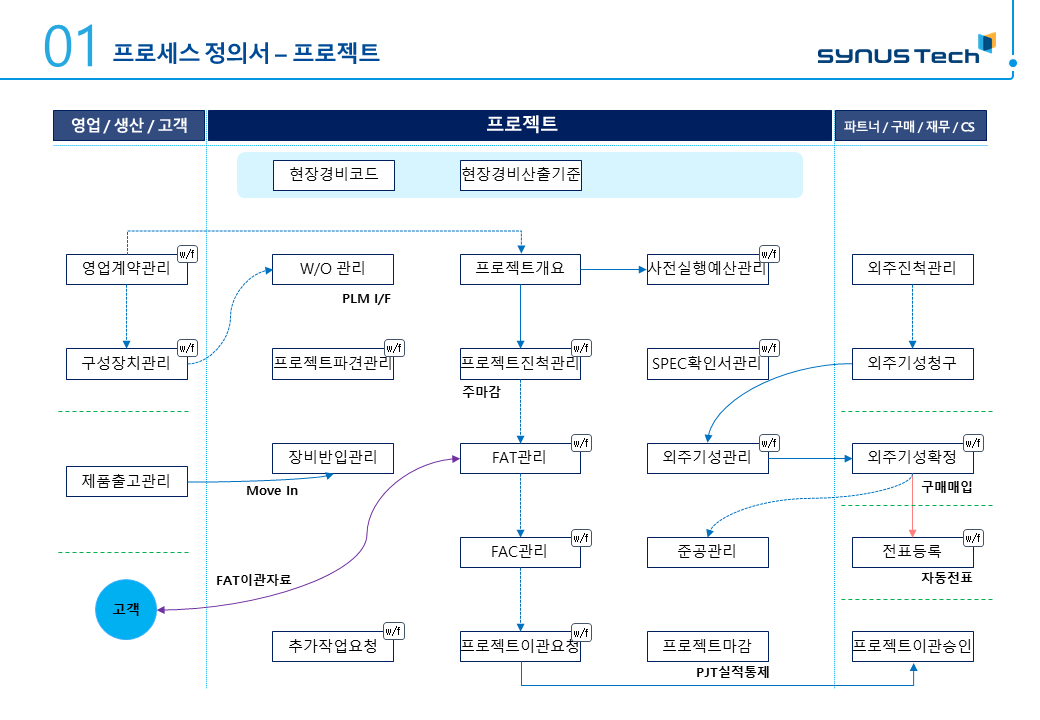 01 프로세스 정의서 – 프로젝트
SYNUS Tech
영업 / 생산 / 고객
프로젝트
파트너 / 구매 / 재무 / CS
현장경비코드
현장경비산출기준
영업계약관리
w/f
W/O 관리
PLM I/F
프로젝트개요
사전실행예산관리
w/f
외주진척관리
구성장치관리
w/f
프로젝트파견관리
w/f
프로젝트진척관리
w/f
주마감
SPEC확인서관리
w/f
외주기성청구
제품출고관리
장비반입관리
Move In
FAT관리
w/f
외주기성관리
w/f
외주기성확정
w/f
구매매입
FAC관리
w/f
준공관리
전표등록
w/f
자동전표
FAT이관자료
고객
추가작업요청
w/f
프로젝트이관요청
w/f
프로젝트마감
PJT실적통제
프로젝트이관승인